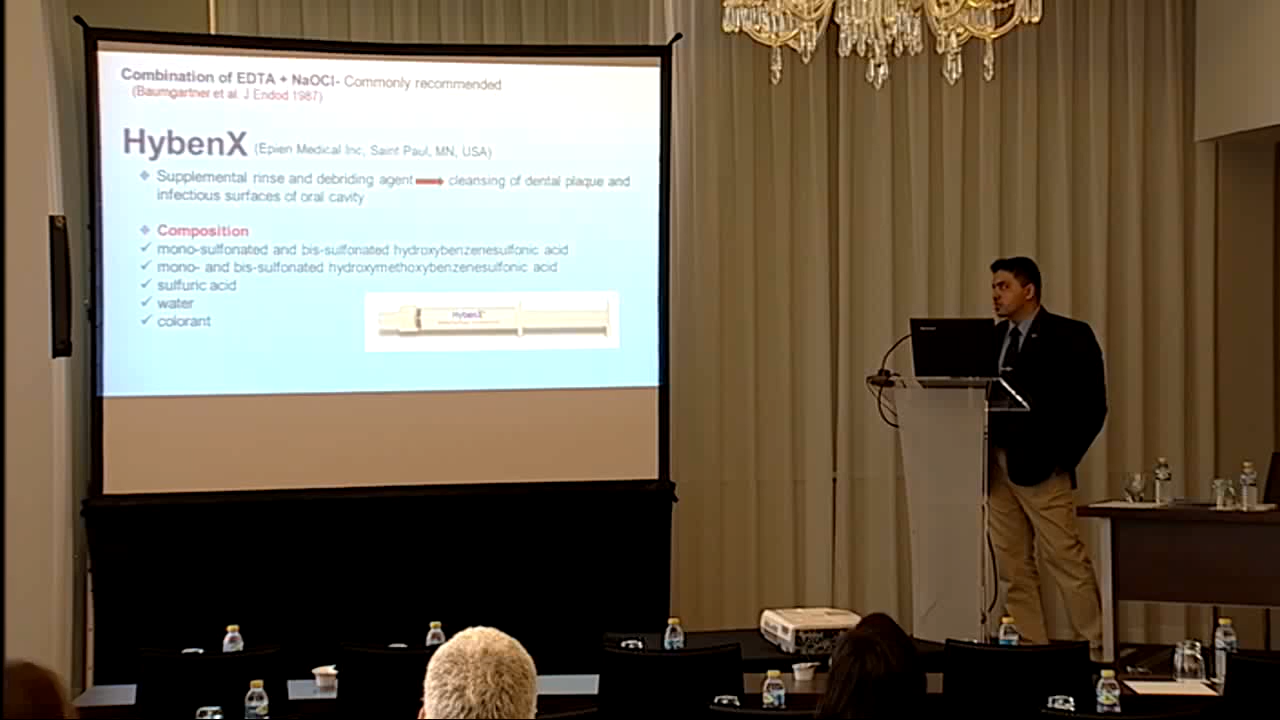 Combination of EDTA + NaOCl- Commonly recommended
(Baumgartner et al. J Endod 1987)
HybenX (Epien Medical Inc, Saint Paul, MN, USA)
❖ Supplemental rinse and debriding agent → cleansing of dental plaque and
infectious surfaces of oral cavity
❖ Composition
✓ mono-sulfonated and bis-sulfonated hydroxybenzenesulfonic acid
✓ mono- and bis-sulfonated hydroxymethoxybenzenesulfonic acid
✓ sulfuric acid
✓ water
✓ colorant
HybenX